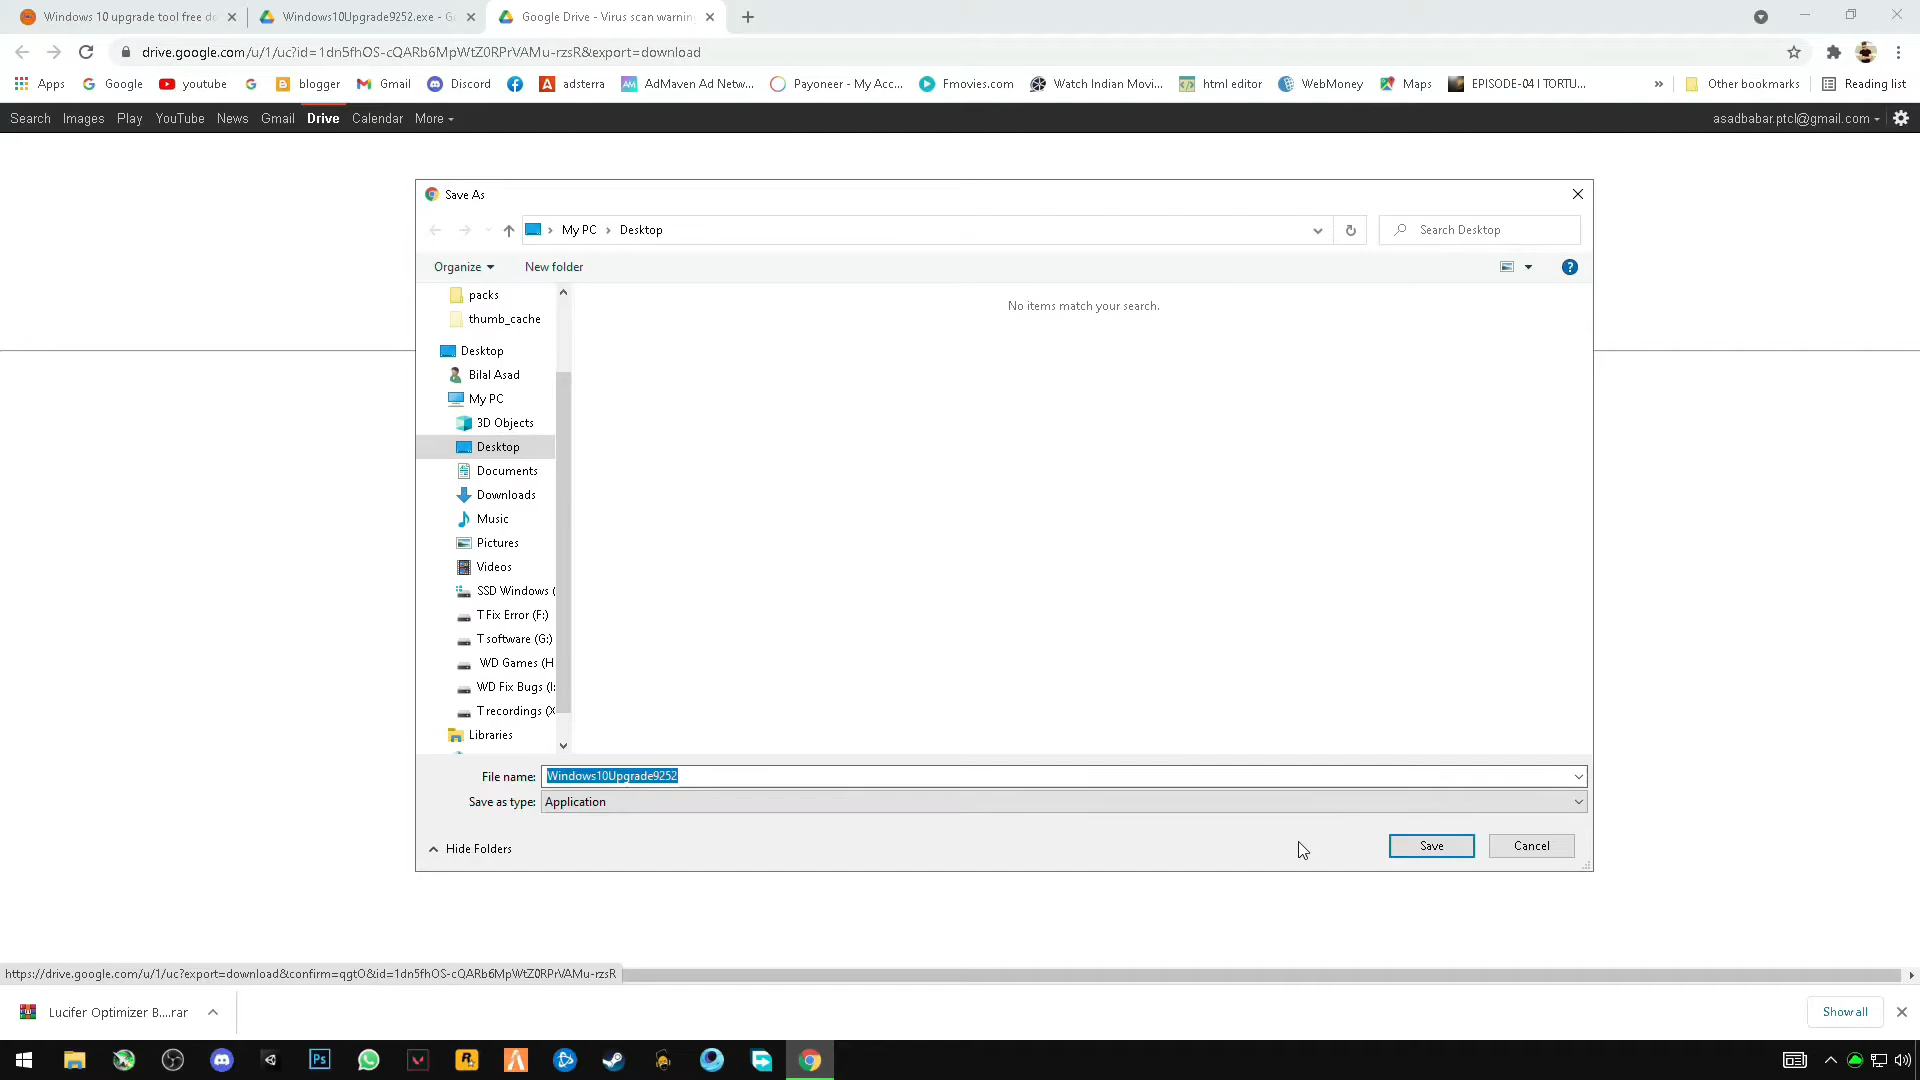 Windows 10 upgrade tool free do
Windows10Upgrade9252.exe - Go
Google Drive - Virus scan warning
drive.google.com/u/1/uc?id=1dn5fhOS-cQARb6MpWtZ0RPrVAMu-rzsR&export=download
Apps
Google
youtube
blogger
Gmail
Discord
adsterra
AdMaven Ad Netw...
Payoneer - My Acc...
Fmovies.com
Watch Indian Movi...
html editor
WebMoney
Maps
EPISODE-04 I TORTU...
»
Other bookmarks
Reading list
Search Images Play YouTube News Gmail Drive Calendar More
asadbabar.ptcl@gmail.com
Save As
My PC > Desktop
Search Desktop
Organize
New folder
packs
thumb_cache
Desktop
Bilal Asad
My PC
3D Objects
Desktop
Documents
Downloads
Music
Pictures
Videos
SSD Windows (
T Fix Error (F:)
T software (G:)
WD Games (H
WD Fix Bugs (I:
T recordings (X
Libraries
No items match your search.
File name: Windows10Upgrade9252
Save as type: Application
Hide Folders
Save
Cancel
https://drive.google.com/u/1/uc?export=download&confirm=qgtO&id=1dn5fhOS-cQARb6MpWtZ0RPrVAMu-rzsR
Lucifer Optimizer B....rar
Show all